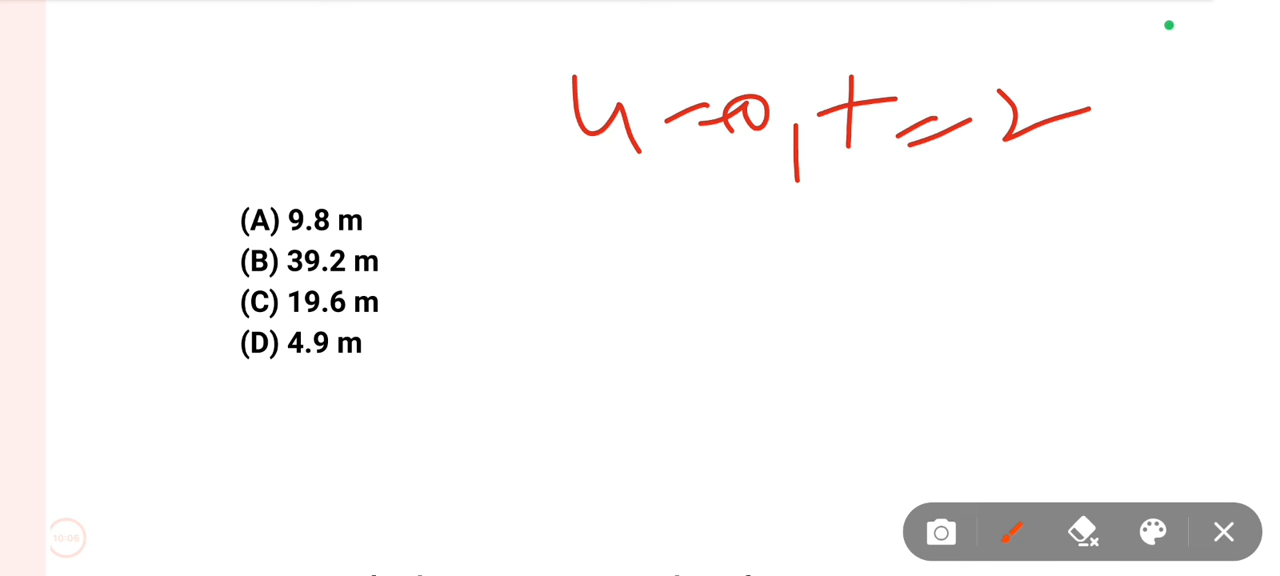 u = 0, t = 2
(A) 9.8 m
(B) 39.2 m
(C) 19.6 m
(D) 4.9 m